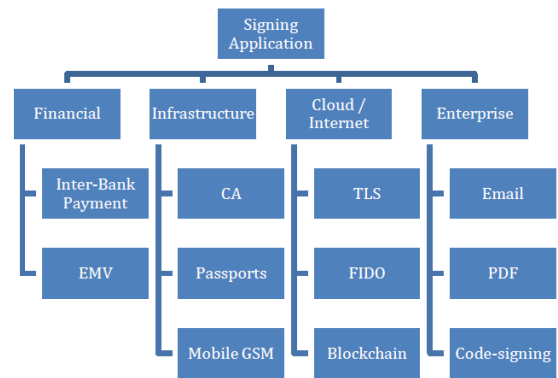 Signing
Application
Financial
Infrastructure
Cloud /
Internet
Enterprise
Inter-Bank
Payment
CA
TLS
Email
EMV
Passports
FIDO
PDF
Mobile GSM
Blockchain
Code-signing